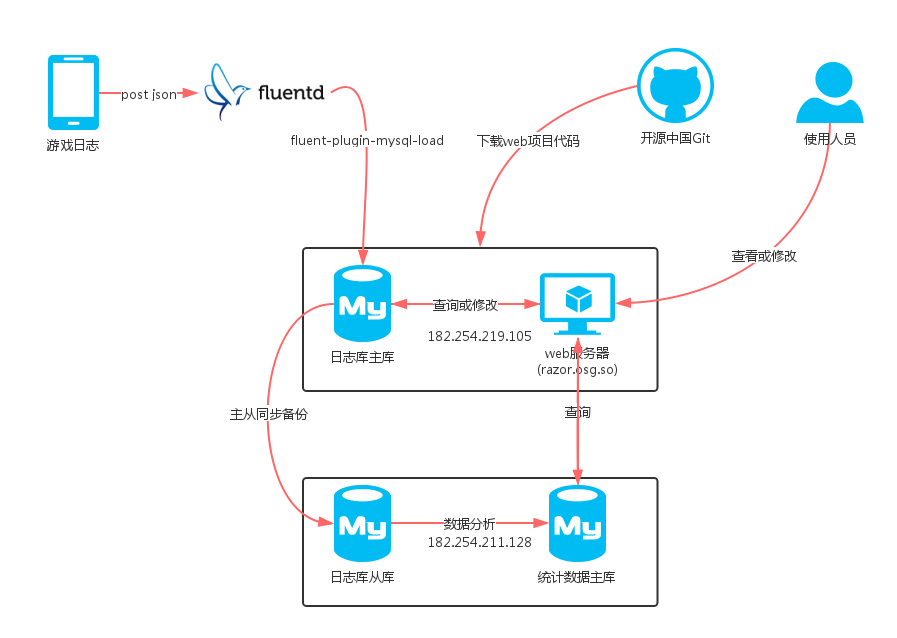 post json
游戏日志
fluentd
fluent-plugin-mysql-load
下载web项目代码
开源中国Git
使用人员
查看或修改
My
日志库主库
查询或修改
182.254.219.105
web服务器
(razor.osg.so)
主从同步备份
查询
My
日志库从库
数据分析
182.254.211.128
My
统计数据主库